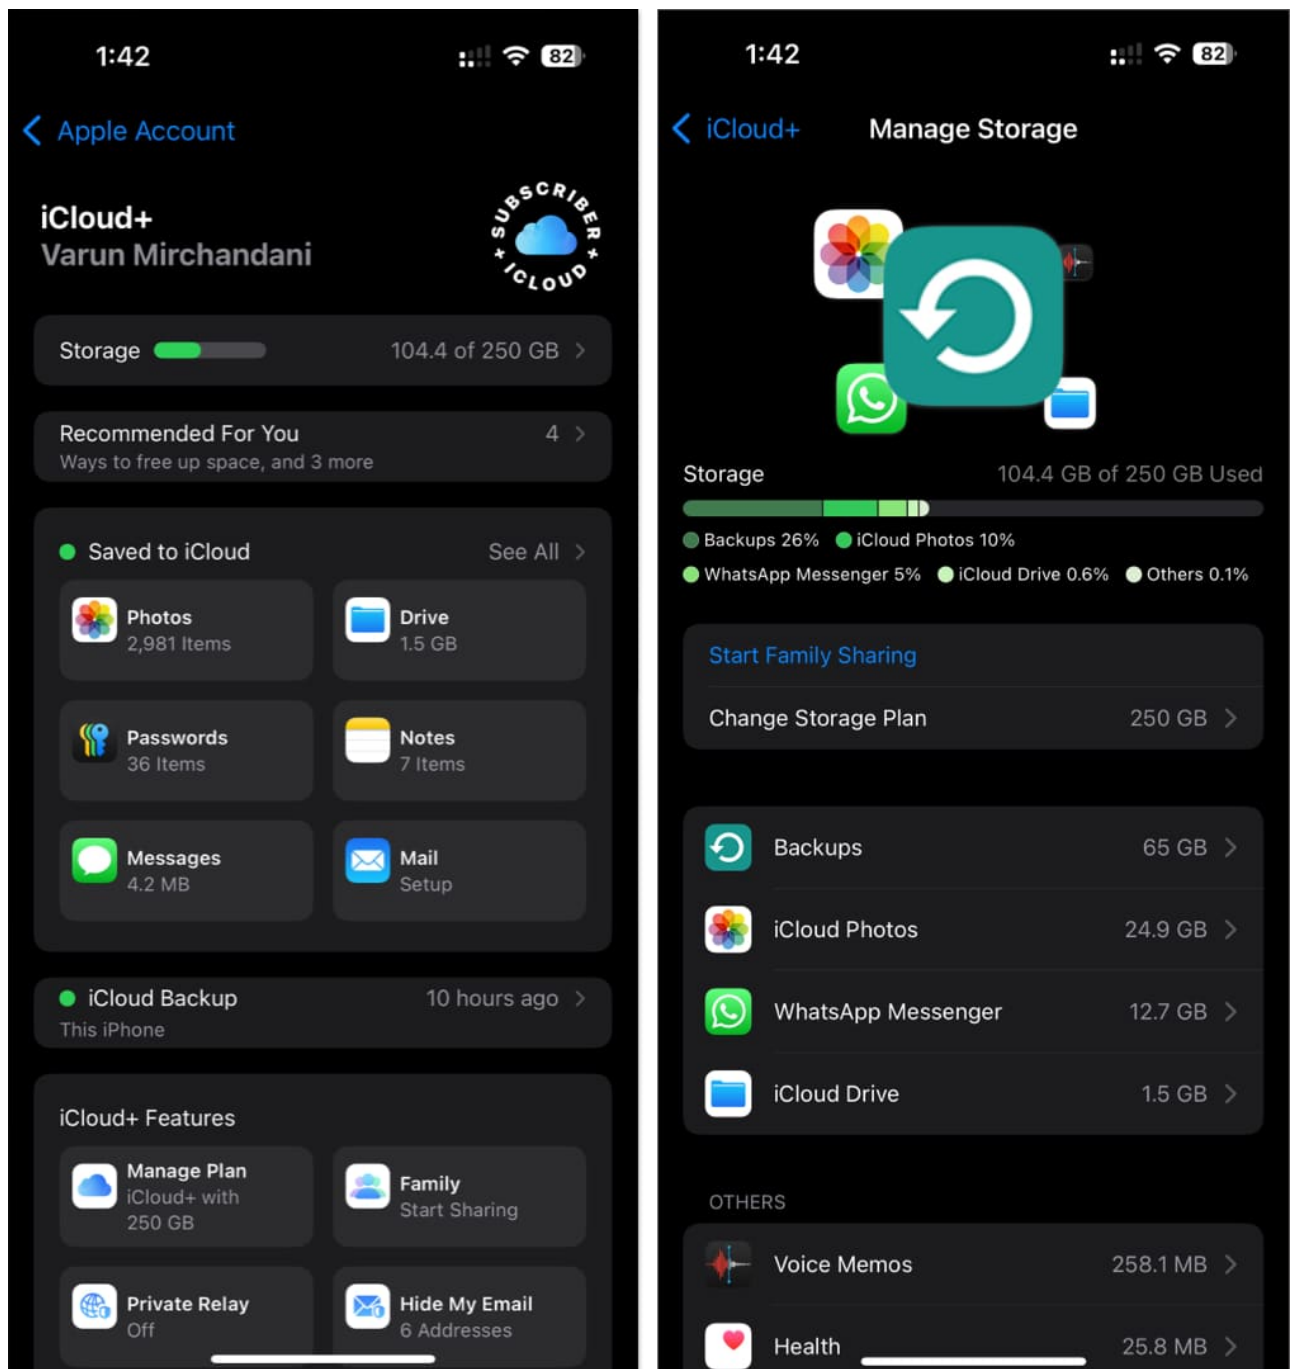 1:42
82
Apple Account
iCloud+
Varun Mirchandani
SUBSCRIBER
ICLOUD
Storage 104.4 of 250 GB
Recommended For You 4
Ways to free up space, and 3 more
Saved to iCloud See All
Photos
2,981 Items
Drive
1.5 GB
Passwords
36 Items
Notes
7 Items
Messages
4.2 MB
Mail
Setup
iCloud Backup 10 hours ago
This iPhone
iCloud+ Features
Manage Plan
iCloud+ with
250 GB
Family
Start Sharing
Private Relay
Off
Hide My Email
6 Addresses
1:42
82
iCloud+ Manage Storage
Storage 104.4 GB of 250 GB Used
Backups 26% iCloud Photos 10%
WhatsApp Messenger 5% iCloud Drive 0.6% Others 0.1%
Start Family Sharing
Change Storage Plan 250 GB
Backups 65 GB
iCloud Photos 24.9 GB
WhatsApp Messenger 12.7 GB
iCloud Drive 1.5 GB
OTHERS
Voice Memos 258.1 MB
Health 25.8 MB